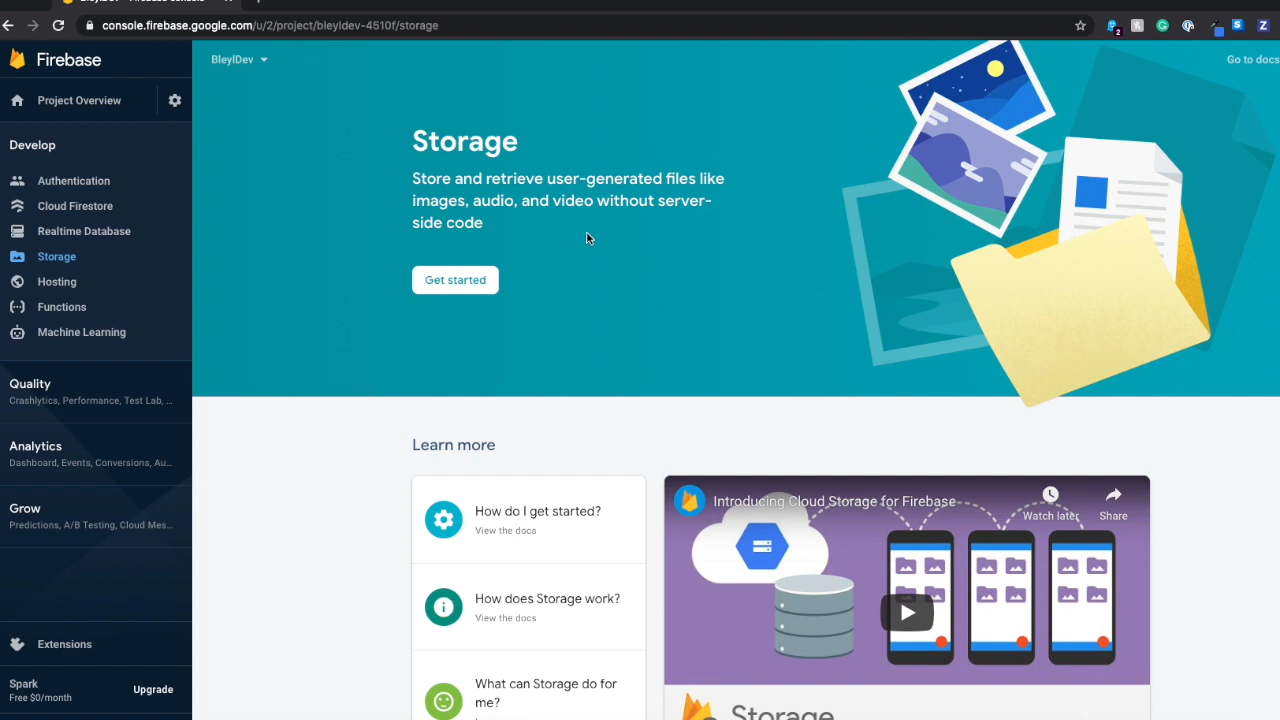 console.firebase.google.com/u/2/project/bleyldev-4510f/storage
2
Firebase
BleylDev
Go to docs
Project Overview
Develop
Authentication
Cloud Firestore
Realtime Database
Storage
Hosting
Functions
Machine Learning
Quality
Crashlytics, Performance, Test Lab, ...
Analytics
Dashboard, Events, Conversions, Au...
Grow
Predictions, A/B Testing, Cloud Mes...
Extensions
Spark
Free $0/month
Upgrade
Storage
Store and retrieve user-generated files like
images, audio, and video without server-
side code
Get started
Learn more
How do I get started?
View the docs
How does Storage work?
View the docs
What can Storage do for
me?
Introducing Cloud Storage for Firebase
Watch later
Share
Storage